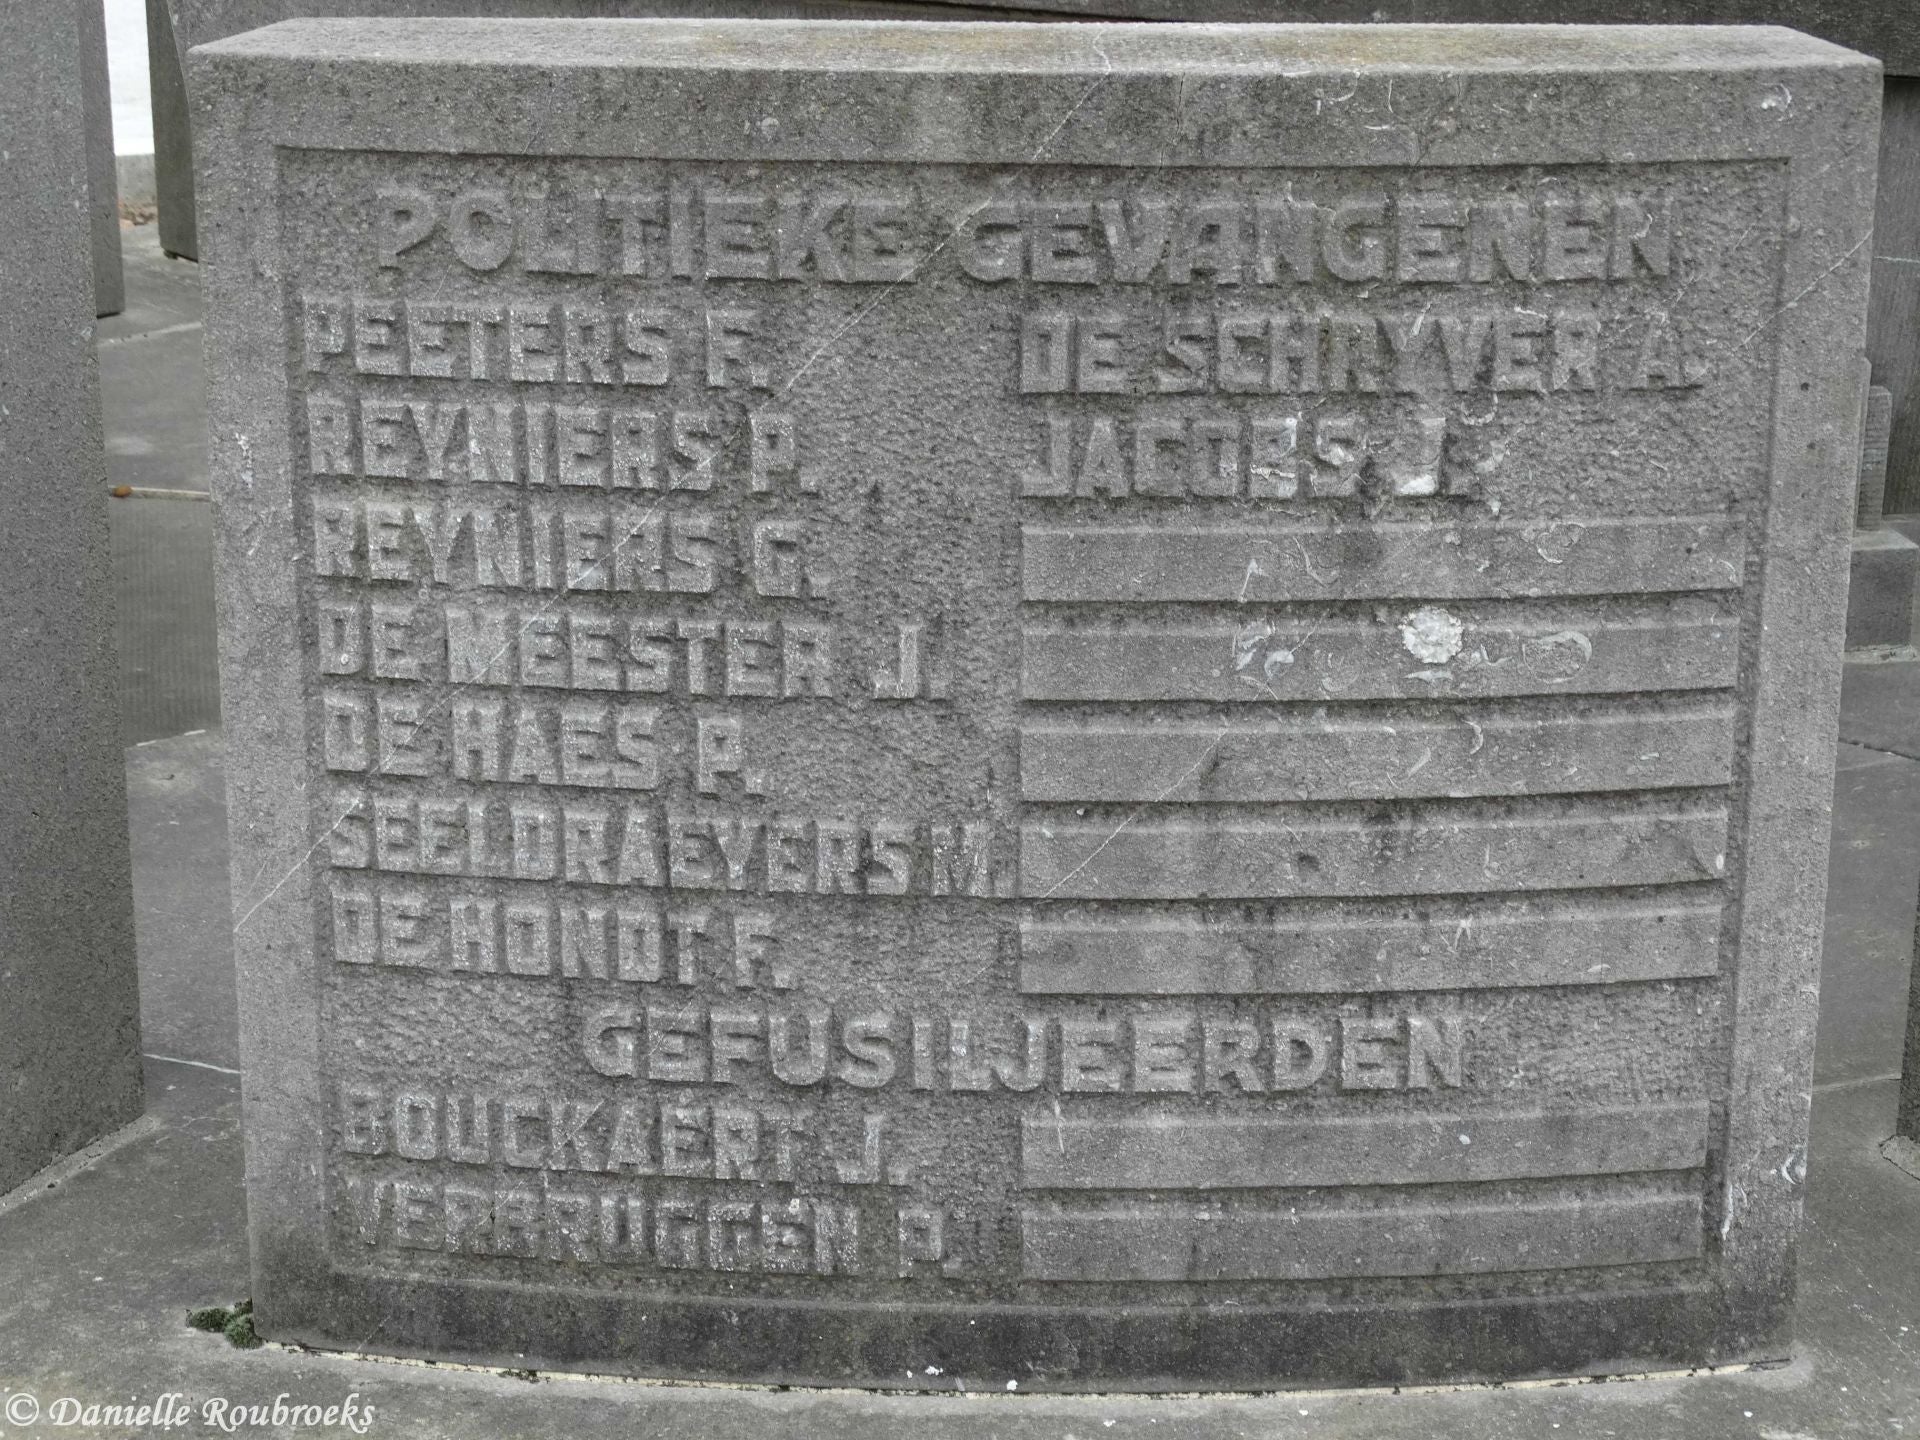 POLITIEKE GEVANGENEN
PEETERS F.
REYNIERS P.
REYNIERS G.
DE MEESTER J.
DE HAES P.
SEELDRAEYERS M.
DE HONDT F.
DE SCHRYVER A.
JACOBS J.
GEFUSILJEERDEN
BOUCKAERT J.
VERBRUGGEN P.
© Danielle Roubroeks